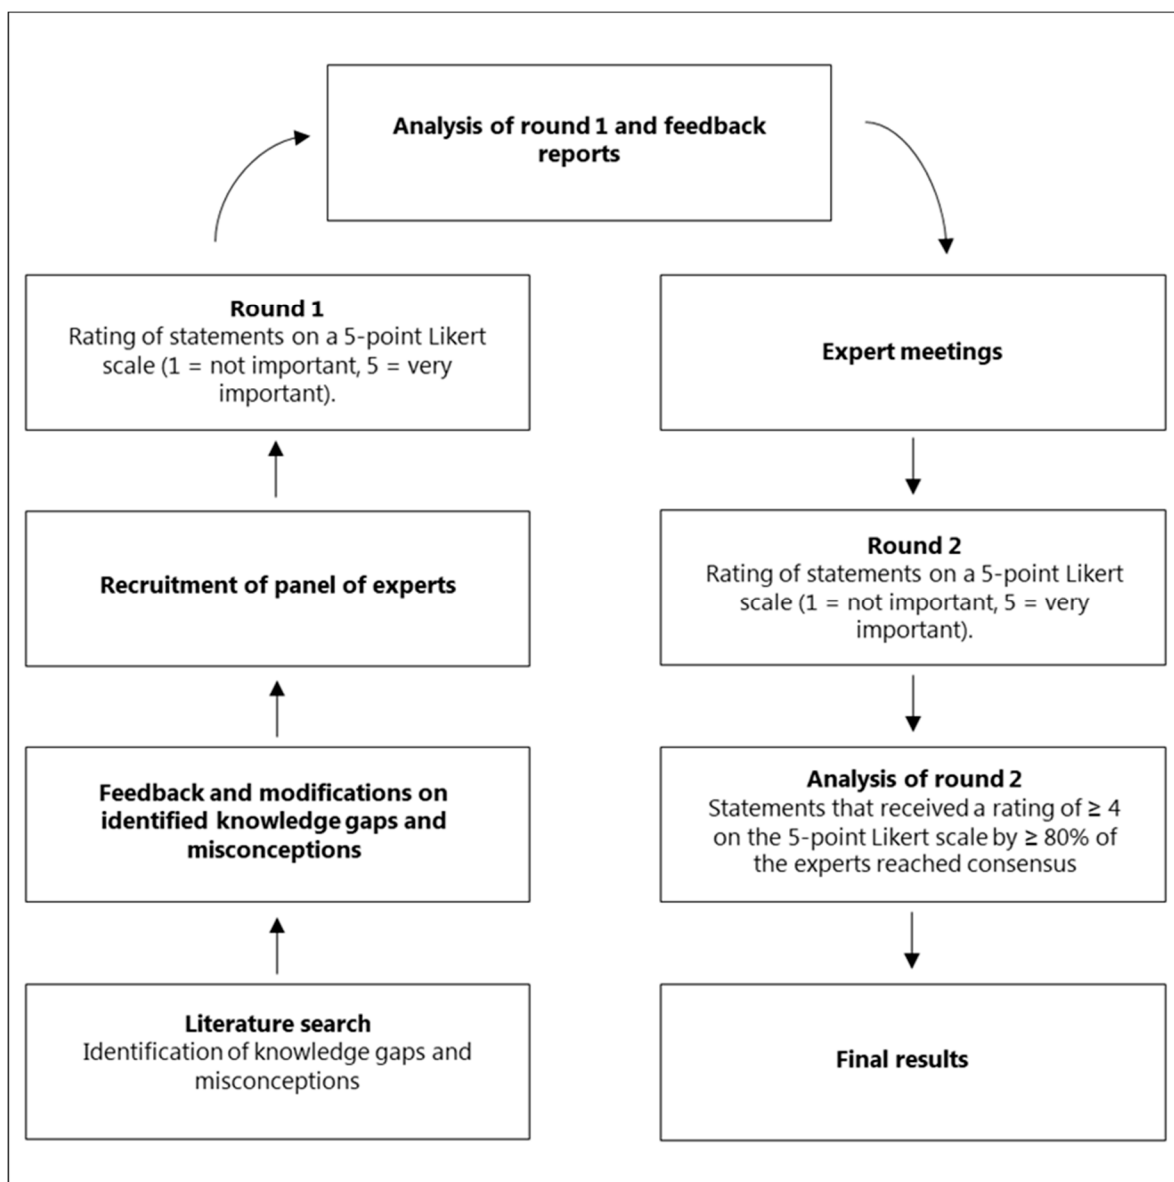 Analysis of round 1 and feedback
reports
Round 1
Rating of statements on a 5-point Likert
scale (1 = not important, 5 = very
important).
Recruitment of panel of experts
Feedback and modifications on
identified knowledge gaps and
misconceptions
Literature search
Identification of knowledge gaps and
misconceptions
Expert meetings
Round 2
Rating of statements on a 5-point Likert
scale (1 = not important, 5 = very
important).
Analysis of round 2
Statements that received a rating of ≥ 4
on the 5-point Likert scale by ≥ 80% of
the experts reached consensus
Final results